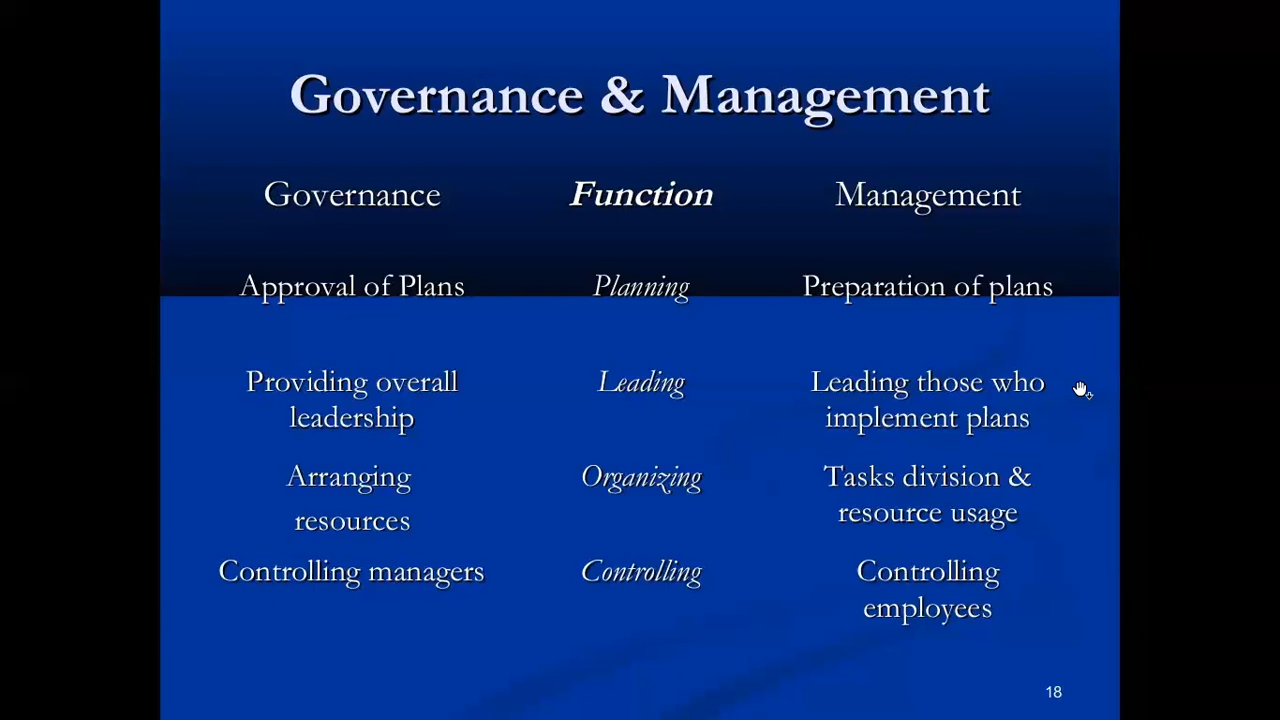 Governance & Management
Governance Function Management
Approval of Plans Planning Preparation of plans
Providing overall Leading Leading those who
leadership implement plans
Arranging Organizing Tasks division &
resources resource usage
Controlling managers Controlling Controlling
employees
18